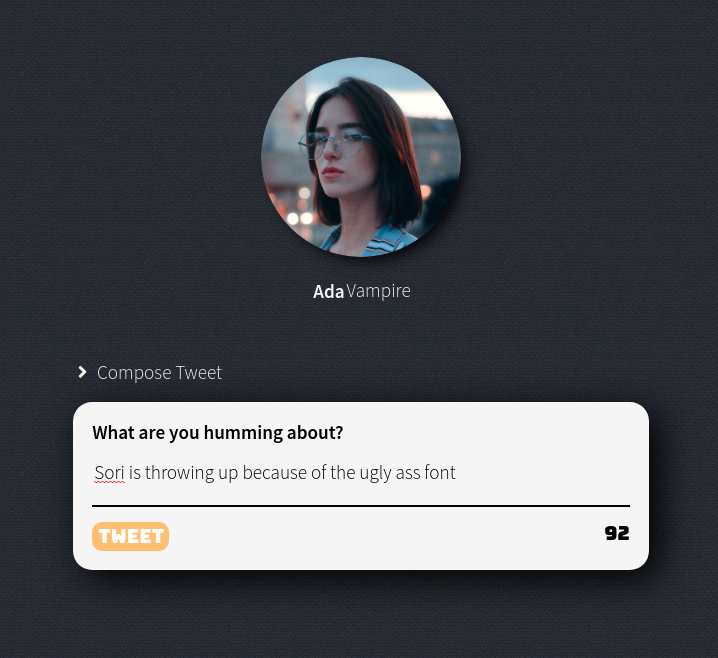 Ada Vampire
Compose Tweet
What are you humming about?
Sori is throwing up because of the ugly ass font
TWEET 92